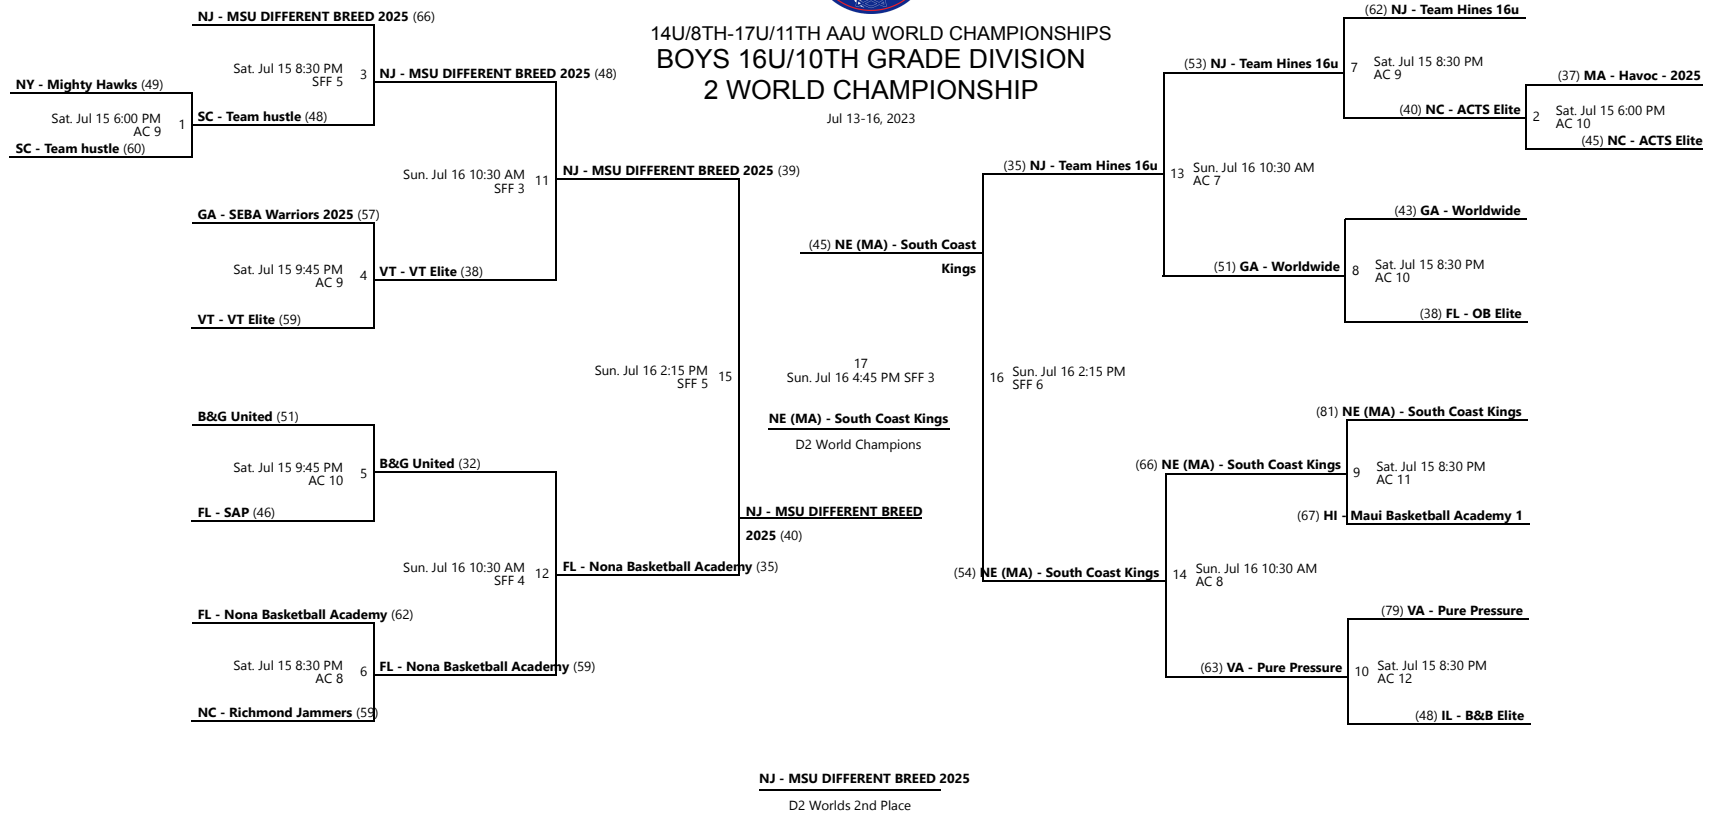 14U/8TH-17U/11TH AAU WORLD CHAMPIONSHIPS
BOYS 16U/10TH GRADE DIVISION
2 WORLD CHAMPIONSHIP
Jul 13-16, 2023
NY - Mighty Hawks (49)
Sat. Jul 15 6:00 PM
AC 9
1
SC - Team hustle (60)
NJ - MSU DIFFERENT BREED 2025 (66)
Sat. Jul 15 8:30 PM
SFF 5
3
SC - Team hustle (48)
GA - SEBA Warriors 2025 (57)
Sat. Jul 15 9:45 PM
AC 9
4
VT - VT Elite (59)
B&G United (51)
Sat. Jul 15 9:45 PM
AC 10
5
FL - SAP (46)
FL - Nona Basketball Academy (62)
Sat. Jul 15 8:30 PM
AC 8
6
NC - Richmond Jammers (59)
NJ - MSU DIFFERENT BREED 2025 (48)
Sun. Jul 16 10:30 AM
SFF 3
11
VT - VT Elite (38)
B&G United (32)
Sun. Jul 16 10:30 AM
SFF 4
12
FL - Nona Basketball Academy (59)
NJ - MSU DIFFERENT BREED 2025 (39)
Sun. Jul 16 2:15 PM
SFF 5
15
FL - Nona Basketball Academy (35)
(45) NE (MA) - South Coast
Kings
17
Sun. Jul 16 4:45 PM SFF 3
NE (MA) - South Coast Kings
D2 World Champions
NJ - MSU DIFFERENT BREED
2025 (40)
(35) NJ - Team Hines 16u
16
Sun. Jul 16 2:15 PM
SFF 6
(54) NE (MA) - South Coast Kings
(53) NJ - Team Hines 16u
13
Sun. Jul 16 10:30 AM
AC 7
(51) GA - Worldwide
(66) NE (MA) - South Coast Kings
14
Sun. Jul 16 10:30 AM
AC 8
(63) VA - Pure Pressure
(62) NJ - Team Hines 16u
7
Sat. Jul 15 8:30 PM
AC 9
(40) NC - ACTS Elite
(37) MA - Havoc - 2025
2
Sat. Jul 15 6:00 PM
AC 10
(45) NC - ACTS Elite
(43) GA - Worldwide
8
Sat. Jul 15 8:30 PM
AC 10
(38) FL - OB Elite
(81) NE (MA) - South Coast Kings
9
Sat. Jul 15 8:30 PM
AC 11
(67) HI - Maui Basketball Academy 1
(79) VA - Pure Pressure
10
Sat. Jul 15 8:30 PM
AC 12
(48) IL - B&B Elite
NJ - MSU DIFFERENT BREED 2025
D2 Worlds 2nd Place